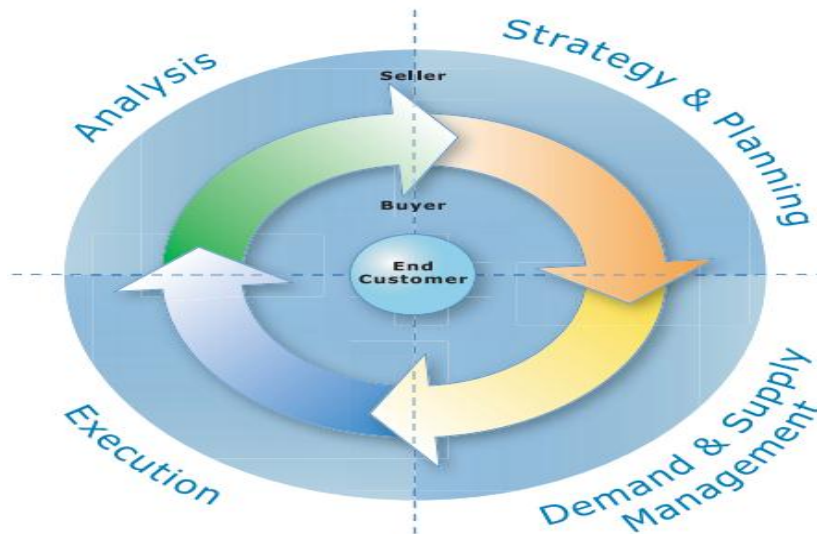 Analysis
Strategy & Planning
Seller
Buyer
End
Customer
Execution
Demand & Supply
Management